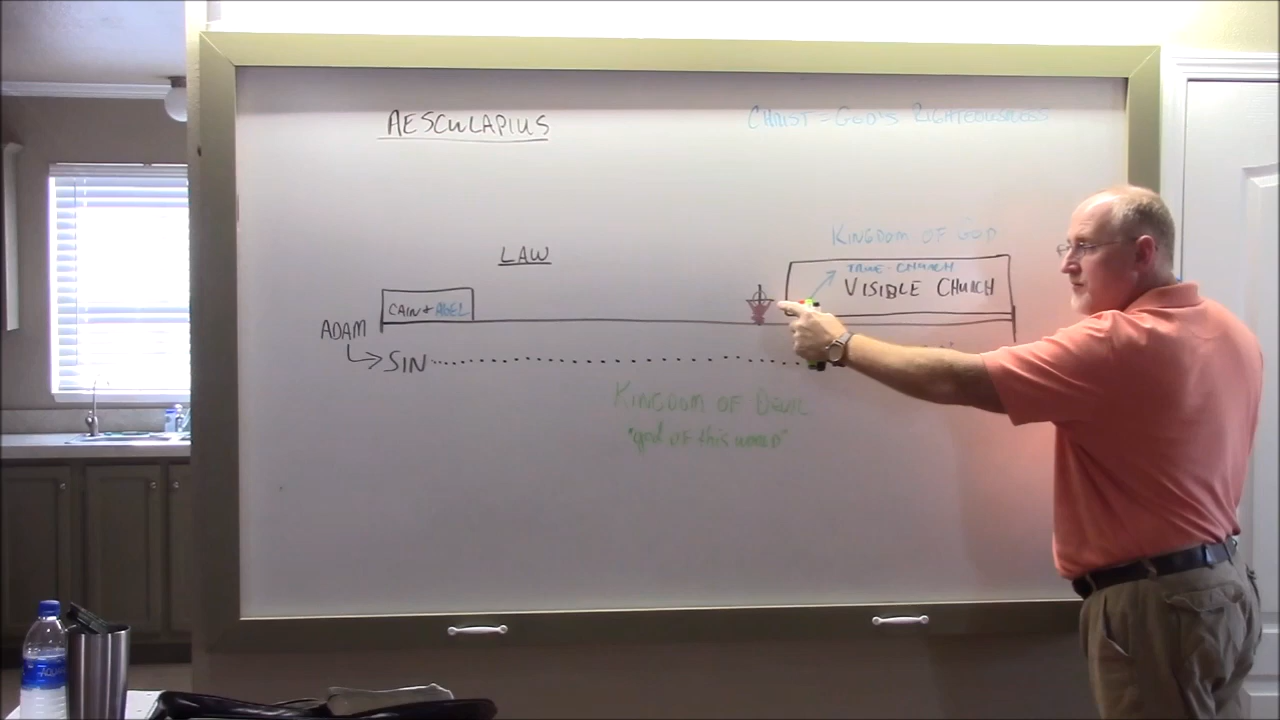 AESCULAPIUS
CHRIST = GOD'S RIGHTEOUSNESS
LAW
KINGDOM OF GOD
TRUE CHURCH
VISIBLE CHURCH
CAIN + ABEL
ADAM
SIN
KINGDOM OF DEVIL
"god OF this WORLD"